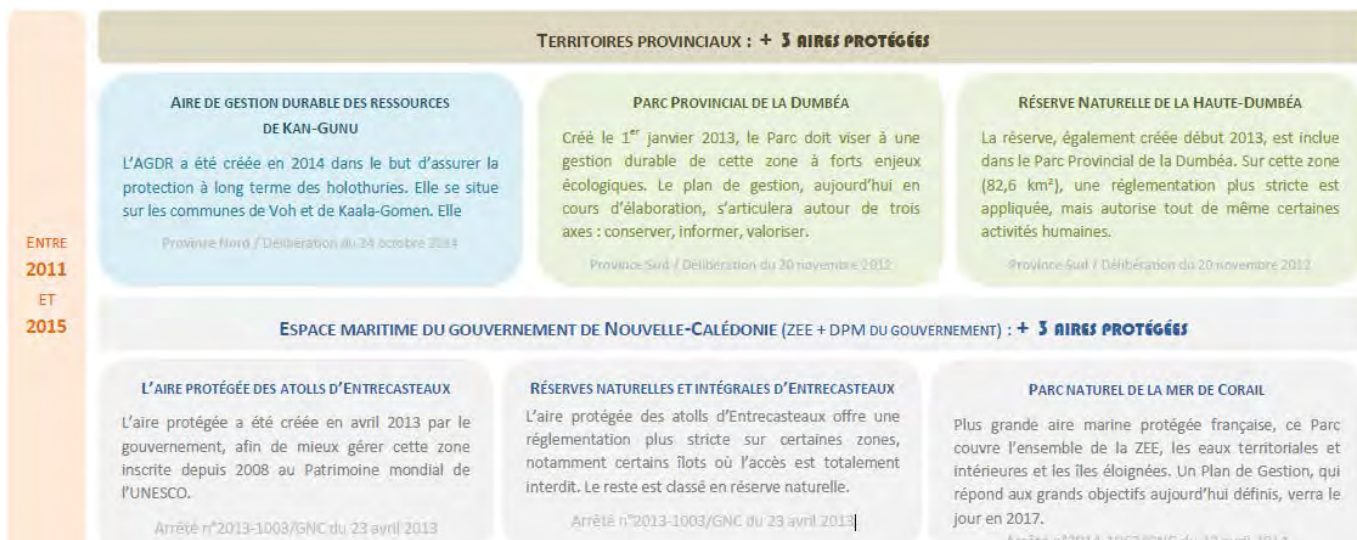 TERRITOIRES PROVINCIAUX : + 3 AIRES PROTÉGÉES
AIRE DE GESTION DURABLE DES RESSOURCES
DE KAN-GUNU
L'AGDR a été créée en 2014 dans le but d'assurer la
protection à long terme des holothuries. Elle se situe
sur les communes de Voh et de Kaala-Gomen. Elle
Province Nord / Délibération du 24 octobre 2014
PARC PROVINCIAL DE LA DUMBÉA
Créé le 1er janvier 2013, le Parc doit viser à une
gestion durable de cette zone à forts enjeux
écologiques. Le plan de gestion, aujourd'hui en
cours d'élaboration, s'articulera autour de trois
axes : conserver, informer, valoriser.
Province Sud / Délibération du 20 novembre 2012
RÉSERVE NATURELLE DE LA HAUTE-DUMBÉA
La réserve, également créée début 2013, est inclue
dans le Parc Provincial de la Dumbéa. Sur cette zone
(82,6 km²), une réglementation plus stricte est
appliquée, mais autorise tout de même certaines
activités humaines.
Province Sud / Délibération du 20 novembre 2012
ENTRE
2011
ET
2015
ESPACE MARITIME DU GOUVERNEMENT DE NOUVELLE-CALÉDONIE (ZEE + DPM DU GOUVERNEMENT) : + 3 AIRES PROTÉGÉES
L'AIRE PROTÉGÉE DES ATOLLS D'ENTRECASTEAUX
L'aire protégée a été créée en avril 2013 par le
gouvernement, afin de mieux gérer cette zone
inscrite depuis 2008 au Patrimoine mondial de
l'UNESCO.
Arrêté n°2013-1003/GNC du 23 avril 2013
RÉSERVES NATURELLES ET INTÉGRALES D'ENTRECASTEAUX
L'aire protégée des atolls d'Entrecasteaux offre une
réglementation plus stricte sur certaines zones,
notamment certains îlots où l'accès est totalement
interdit. Le reste est classé en réserve naturelle.
Arrêté n°2013-1003/GNC du 23 avril 2013
PARC NATUREL DE LA MER DE CORAIL
Plus grande aire marine protégée française, ce Parc
couvre l'ensemble de la ZEE, les eaux territoriales et
intérieures et les îles éloignées. Un Plan de Gestion, qui
répond aux grands objectifs aujourd'hui définis, verra le
jour en 2017.